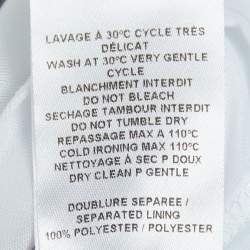 LAVAGE À 30°C CYCLE TRÈS
DÉLICAT
WASH AT 30°C VERY GENTLE
CYCLE
BLANCHIMENT INTERDIT
DO NOT BLEACH
SECHAGE TAMBOUR INTERDIT
DO NOT TUMBLE DRY
REPASSAGE MAX A 110°C
COLD IRONING MAX 110°C
NETTOYAGE À SEC P DOUX
DRY CLEAN P GENTLE
DOUBLURE SEPAREE /
SEPARATED LINING
100% POLYESTER / POLYESTER